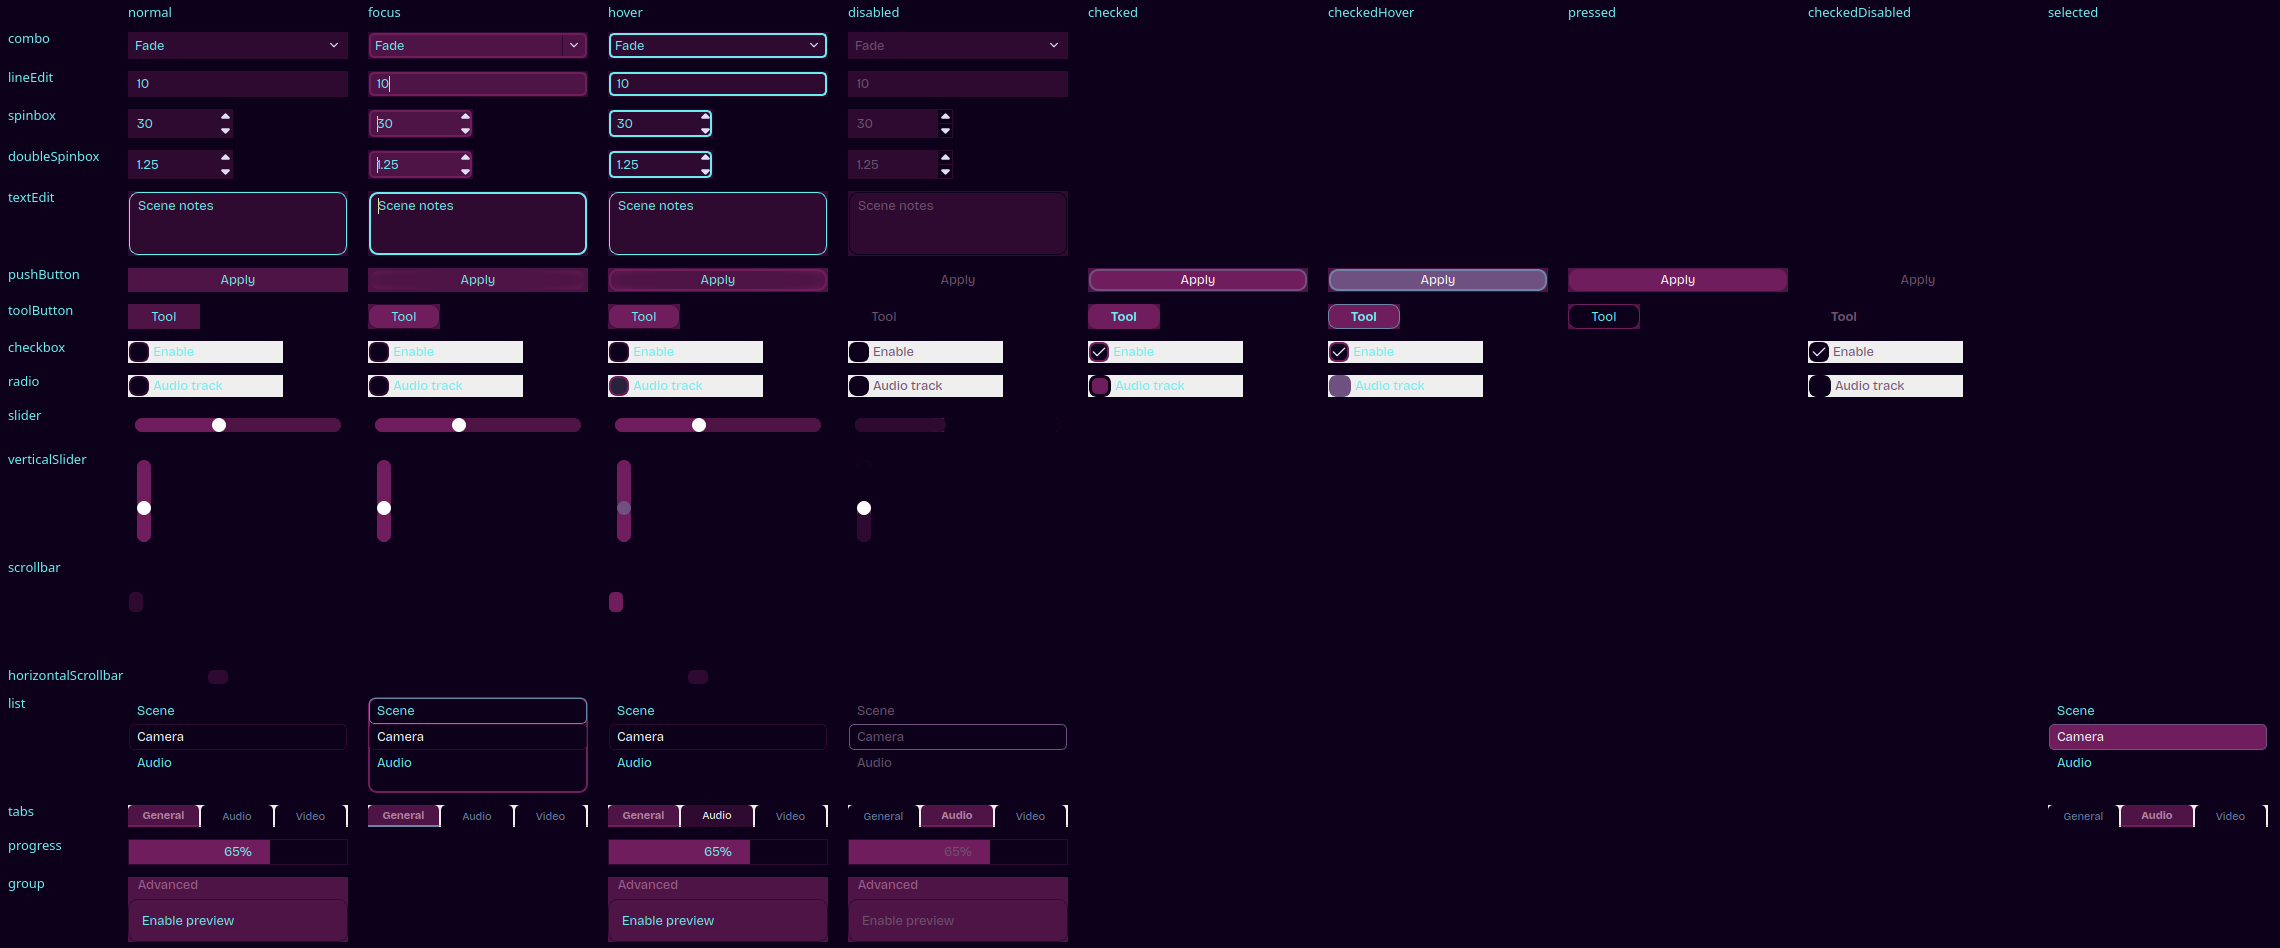 normal focus hover disabled checked checkedHover pressed checkedDisabled selected
combo Fade Fade Fade Fade
lineEdit 10 10 10 10
spinbox 30 30 30 30
doubleSpinbox 1.25 1.25 1.25 1.25
textEdit Scene notes Scene notes Scene notes Scene notes
pushButton Apply Apply Apply Apply Apply Apply Apply Apply
toolButton Tool Tool Tool Tool Tool Tool Tool Tool
checkbox Enable Enable Enable Enable Enable Enable Enable
radio Audio track Audio track Audio track Audio track Audio track Audio track Audio track
slider
verticalSlider
scrollbar
horizontalScrollbar
list Scene Scene Scene Scene Scene
Camera Camera Camera Camera Camera
Audio Audio Audio Audio Audio
tabs General Audio Video General Audio Video General Audio Video General Audio Video General Audio Video
progress 65% 65% 65%
group Advanced Advanced Advanced
Enable preview Enable preview Enable preview